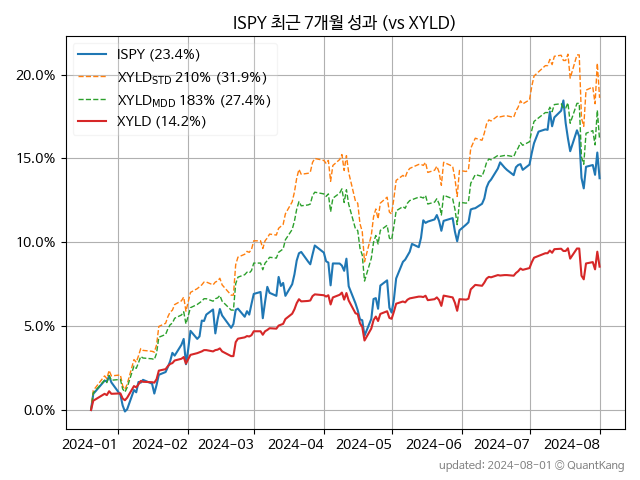 ISPY 최근 7개월 성과 (vs XYLD)
ISPY (23.4%)
XYLD_STD 210% (31.9%)
XYLD_MDD 183% (27.4%)
XYLD (14.2%)
20.0%
15.0%
10.0%
5.0%
0.0%
2024-01 2024-02 2024-03 2024-04 2024-05 2024-06 2024-07 2024-08
updated: 2024-08-01 © QuantKang